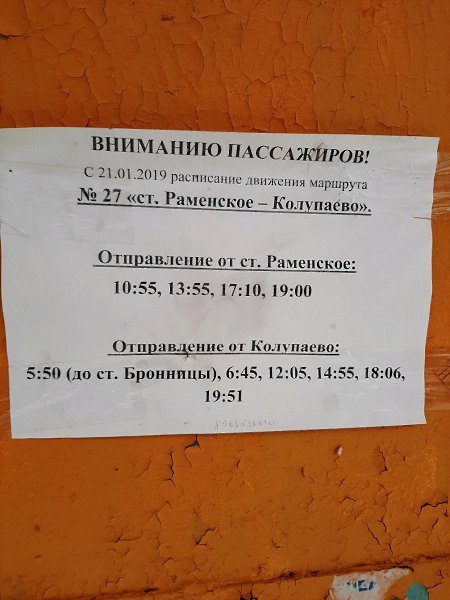 ВНИМАНИЮ ПАССАЖИРОВ!
С 21.01.2019 расписание движения маршрута
№ 27 «ст. Раменское – Колупаево».
Отправление от ст. Раменское:
10:55, 13:55, 17:10, 19:00
Отправление от Колупаево:
5:50 (до ст. Бронницы), 6:45, 12:05, 14:55, 18:06,
19:51